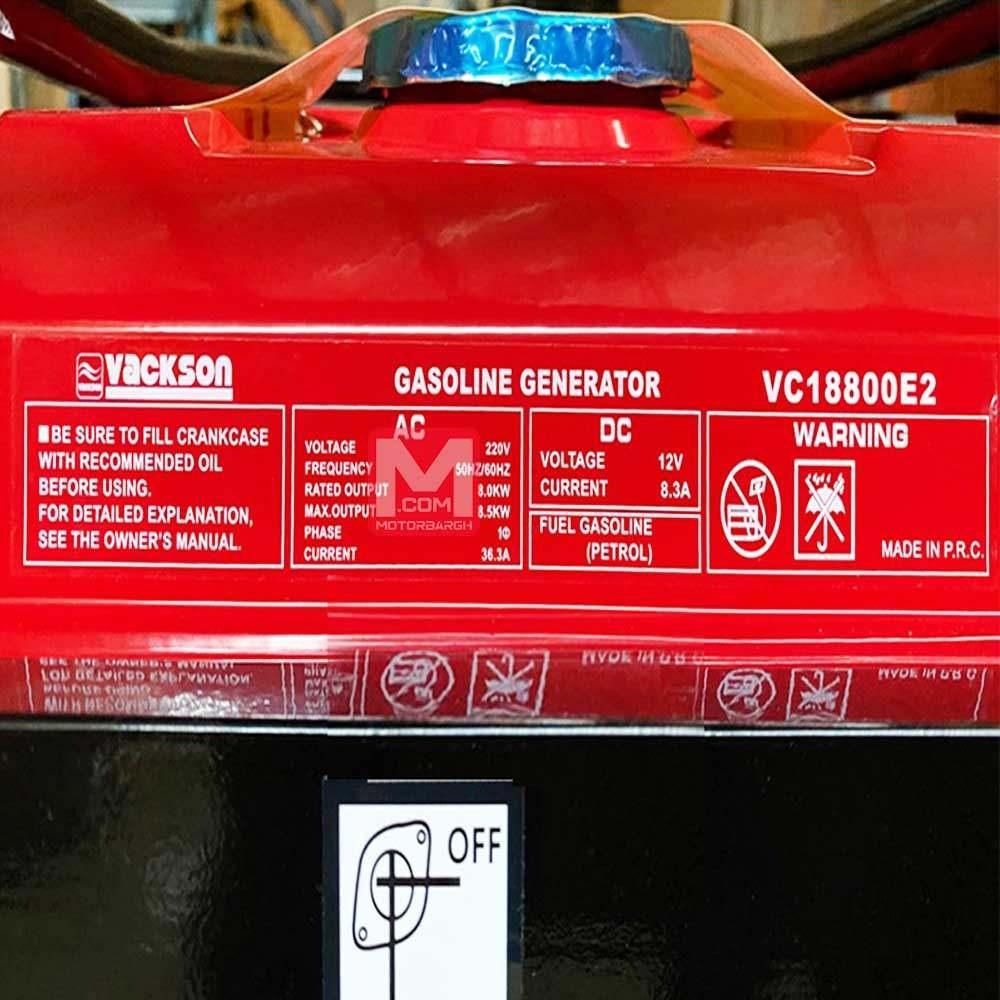 VACKSON
GASOLINE GENERATOR
VC18800E2
BE SURE TO FILL CRANKCASE
WITH RECOMMENDED OIL
BEFORE USING.
FOR DETAILED EXPLANATION,
SEE THE OWNER'S MANUAL.
AC
VOLTAGE 220V
FREQUENCY 50HZ/60HZ
RATED OUTPUT 8.0KW
MAX.OUTPUT 8.5KW
PHASE 1Φ
CURRENT 36.3A
M
.COM
MOTORBARGH
DC
VOLTAGE 12V
CURRENT 8.3A
FUEL GASOLINE
(PETROL)
WARNING
MADE IN P.R.C.
OFF